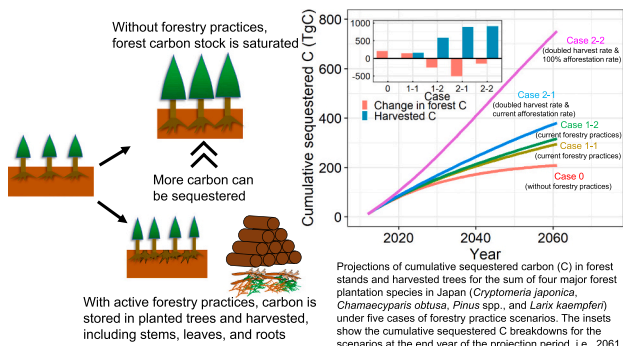 Without forestry practices,
forest carbon stock is saturated
More carbon can
be sequestered
With active forestry practices, carbon is
stored in planted trees and harvested,
including stems, leaves, and roots
Cumulative sequestered C (TgC)
800
600
400
200
0
1000
500
0
-500
0 1-1 1-2 2-1 2-2
Case
Change in forest C
Harvested C
Case 2-2
(doubled harvest rate &
100% afforestation rate)
Case 2-1
(doubled harvest rate &
current afforestation rate)
Case 1-2
(current forestry practices)
Case 1-1
(current forestry practices)
Case 0
(without forestry practices)
2020 2040 2060
Year
Projections of cumulative sequestered carbon (C) in forest
stands and harvested trees for the sum of four major forest
plantation species in Japan (Cryptomeria japonica,
Chamaecyparis obtusa, Pinus spp., and Larix kaempferi)
under five cases of forestry practice scenarios. The insets
show the cumulative sequestered C breakdowns for the
scenarios at the end year of the projection period, i.e., 2061